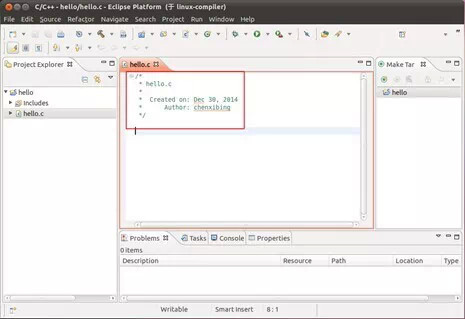 C/C++ - hello/hello.c - Eclipse Platform (于 linux-compiler)
File Edit Source Refactor Navigate Search Project Run Window Help
Project Explorer
hello.c
Make Tar
hello
Includes
hello.c
/*
* hello.c
*
* Created on: Dec 30, 2014
* Author: chenxibing
*/
hello
Problems Tasks Console Properties
0 items
Description Resource Path Location Type
Writable Smart Insert 8 : 1